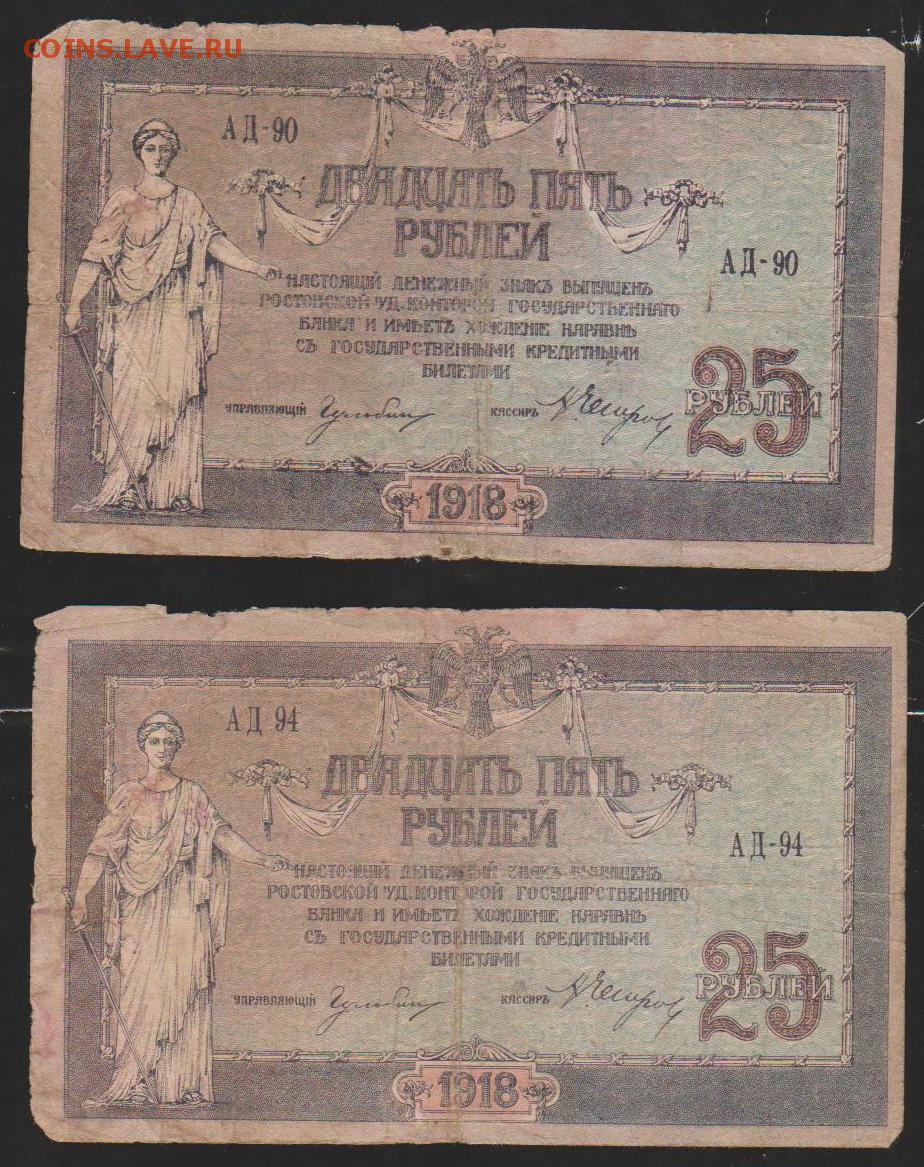 COINS.LAVE.RU
АД-90
ДВАДЦАТЬ ПЯТЬ
РУБЛЕЙ
АД-90
НАСТОЯЩІЙ ДЕНЕЖНЫЙ ЗНАКЪ ВЫПУЩЕНЪ
РОСТОВСКОЙ УД. КОНТОРОЙ ГОСУДАРСТВЕННАГО
БАНКА И ИМѢЕТЪ ХОЖДЕНІЕ НАРАВНѢ
СЪ ГОСУДАРСТВЕННЫМИ КРЕДИТНЫМИ
БИЛЕТАМИ
25
РУБЛЕЙ
УПРАВЛЯЮЩІЙ КАССИРЪ
1918
АД 94
ДВАДЦАТЬ ПЯТЬ
РУБЛЕЙ
АД-94
НАСТОЯЩІЙ ДЕНЕЖНЫЙ ЗНАКЪ ВЫПУЩЕНЪ
РОСТОВСКОЙ УД. КОНТОРОЙ ГОСУДАРСТВЕННАГО
БАНКА И ИМѢЕТЪ ХОЖДЕНІЕ НАРАВНѢ
СЪ ГОСУДАРСТВЕННЫМИ КРЕДИТНЫМИ
БИЛЕТАМИ
25
РУБЛЕЙ
УПРАВЛЯЮЩІЙ КАССИРЪ
1918